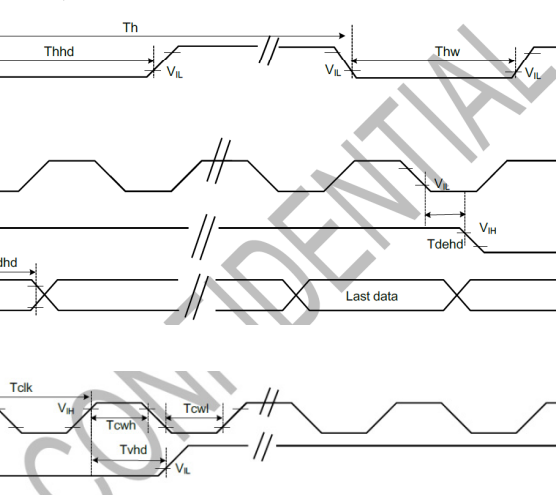 Th
Thhd
Thw
VIL
VIL
VIL
VIL
VIH
Tdehd
dhd
Last data
Tclk
VIH
Tcwl
Tcwh
Tvhd
VIL
CONFIDENTIAL